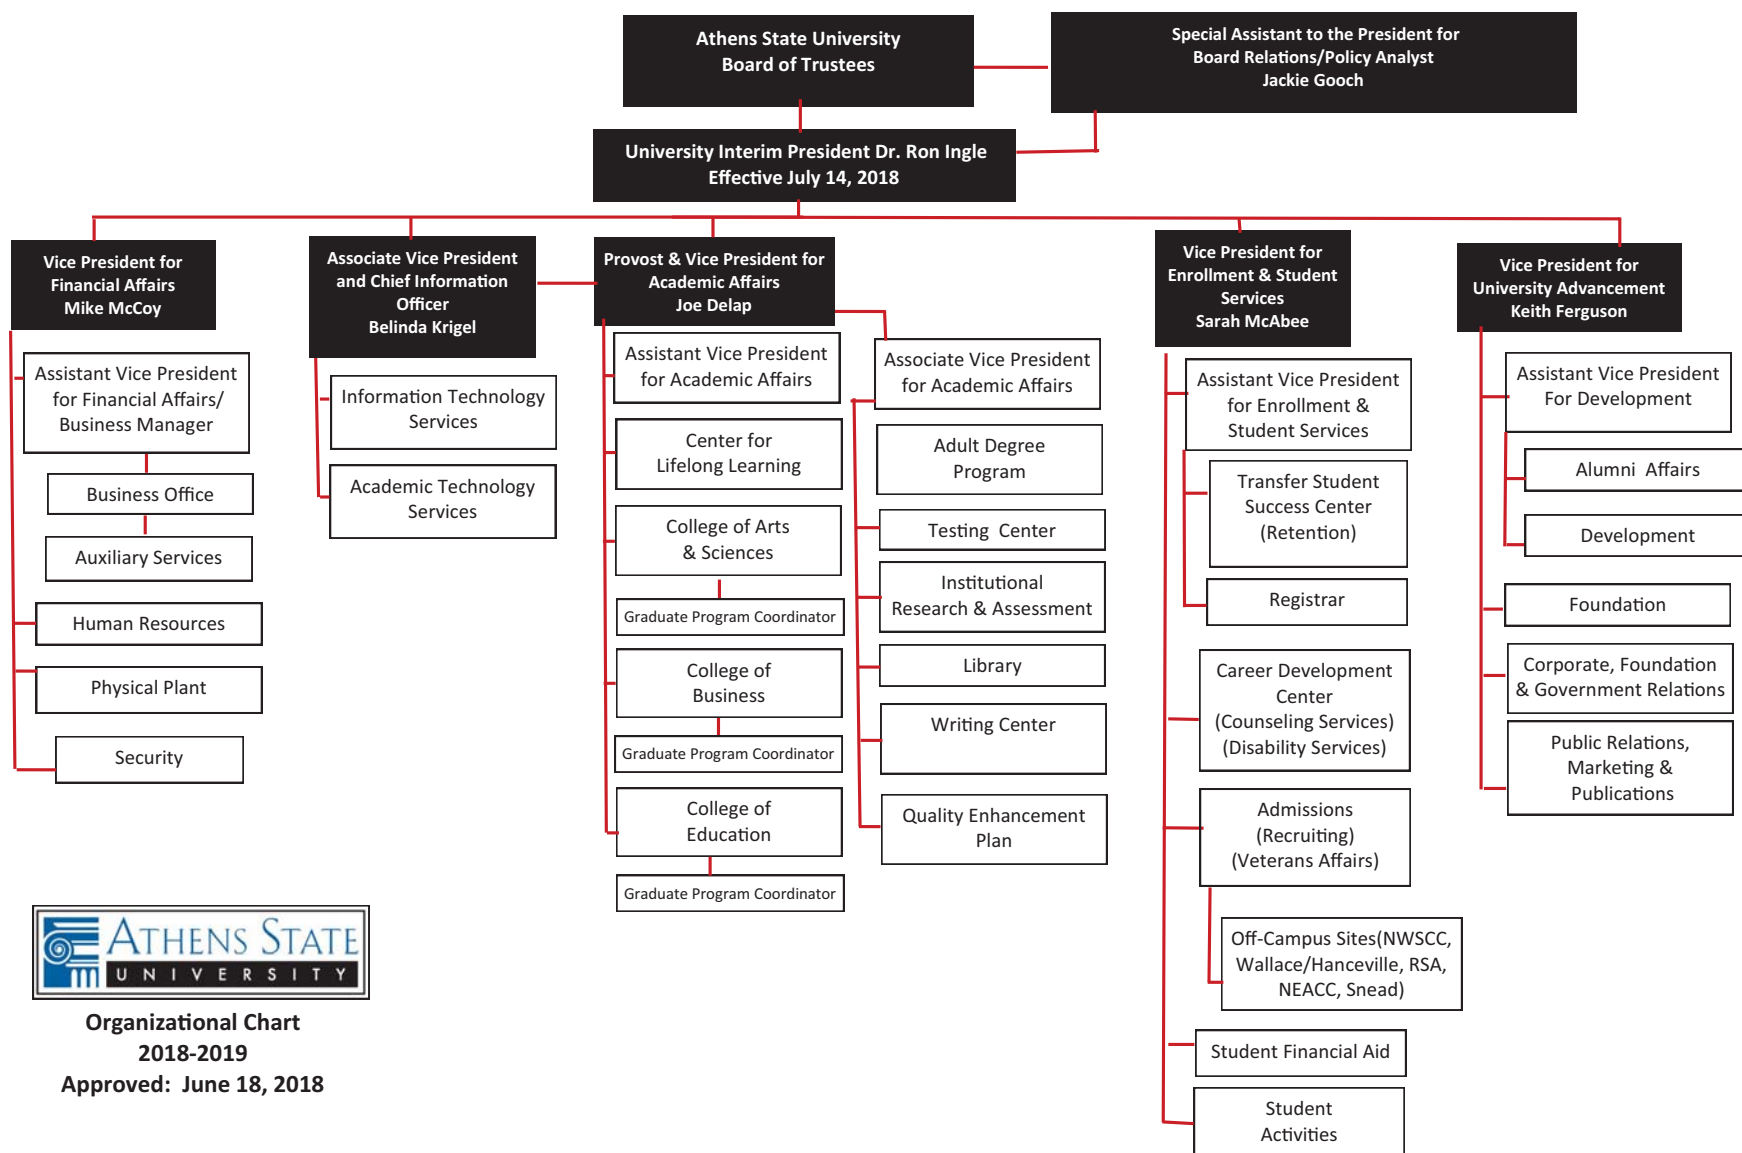 Athens State University
Board of Trustees
Special Assistant to the President for
Board Relations/Policy Analyst
Jackie Gooch
University Interim President Dr. Ron Ingle
Effective July 14, 2018
Vice President for
Financial Affairs
Mike McCoy
Assistant Vice President
for Financial Affairs/
Business Manager
Business Office
Auxiliary Services
Human Resources
Physical Plant
Security
Associate Vice President
and Chief Information
Officer
Belinda Krigel
Information Technology
Services
Academic Technology
Services
Provost & Vice President for
Academic Affairs
Joe Delap
Assistant Vice President
for Academic Affairs
Center for
Lifelong Learning
College of Arts
& Sciences
Graduate Program Coordinator
College of
Business
Graduate Program Coordinator
College of
Education
Graduate Program Coordinator
Associate Vice President
for Academic Affairs
Adult Degree
Program
Testing Center
Institutional
Research & Assessment
Library
Writing Center
Quality Enhancement
Plan
Vice President for
Enrollment & Student
Services
Sarah McAbee
Assistant Vice President
for Enrollment &
Student Services
Transfer Student
Success Center
(Retention)
Registrar
Career Development
Center
(Counseling Services)
(Disability Services)
Admissions
(Recruiting)
(Veterans Affairs)
Off-Campus Sites(NWSCC,
Wallace/Hanceville, RSA,
NEACC, Snead)
Student Financial Aid
Student
Activities
Vice President for
University Advancement
Keith Ferguson
Assistant Vice President
For Development
Alumni Affairs
Development
Foundation
Corporate, Foundation
& Government Relations
Public Relations,
Marketing &
Publications
ATHENS STATE
UNIVERSITY
Organizational Chart
2018-2019
Approved: June 18, 2018